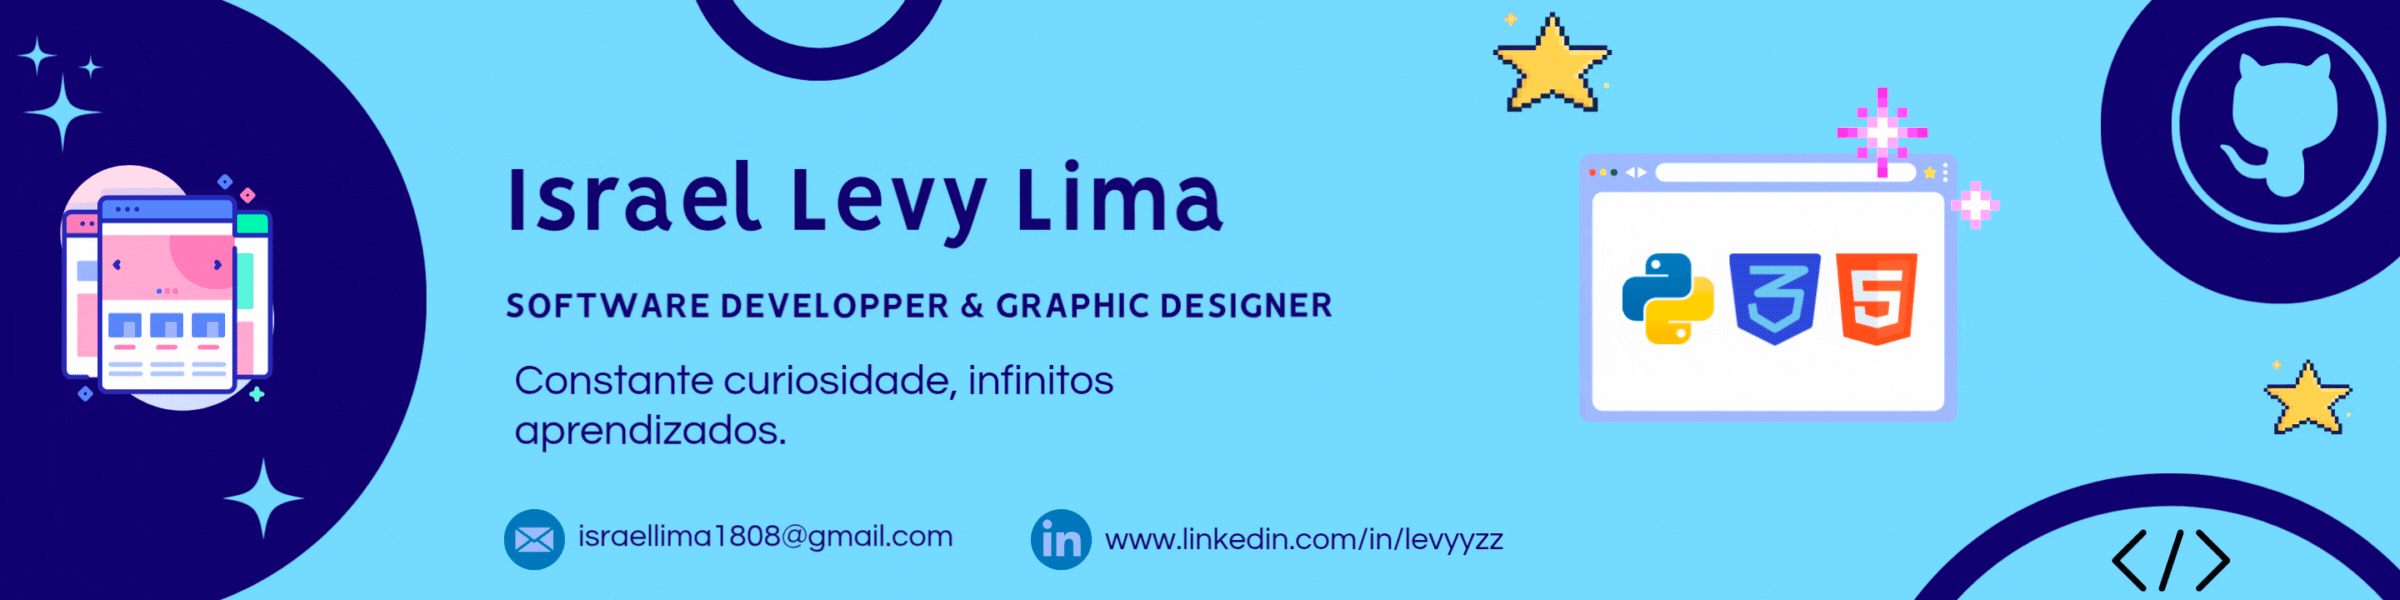 Israel Levy Lima
SOFTWARE DEVELOPPER & GRAPHIC DESIGNER
Constante curiosidade, infinitos
aprendizados.
israellima1808@gmail.com
www.linkedin.com/in/levyyzz